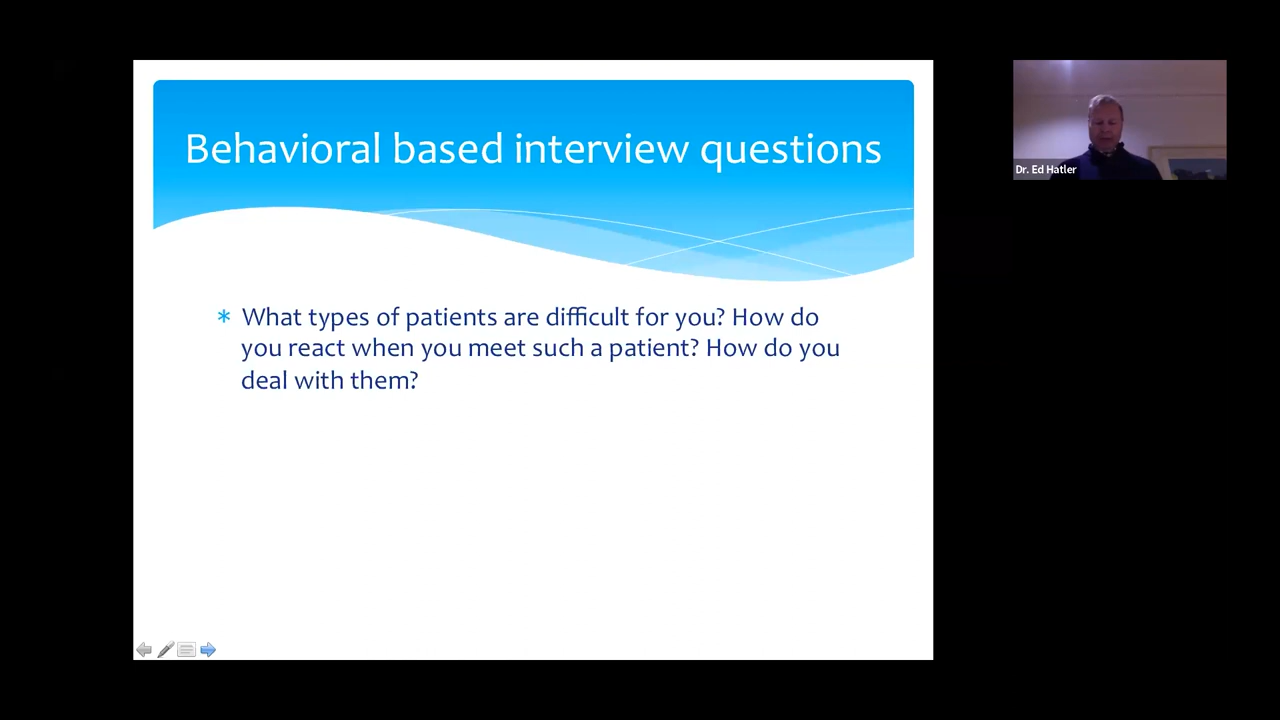 Behavioral based interview questions
* What types of patients are difficult for you? How do
you react when you meet such a patient? How do you
deal with them?
Dr. Ed Hatler